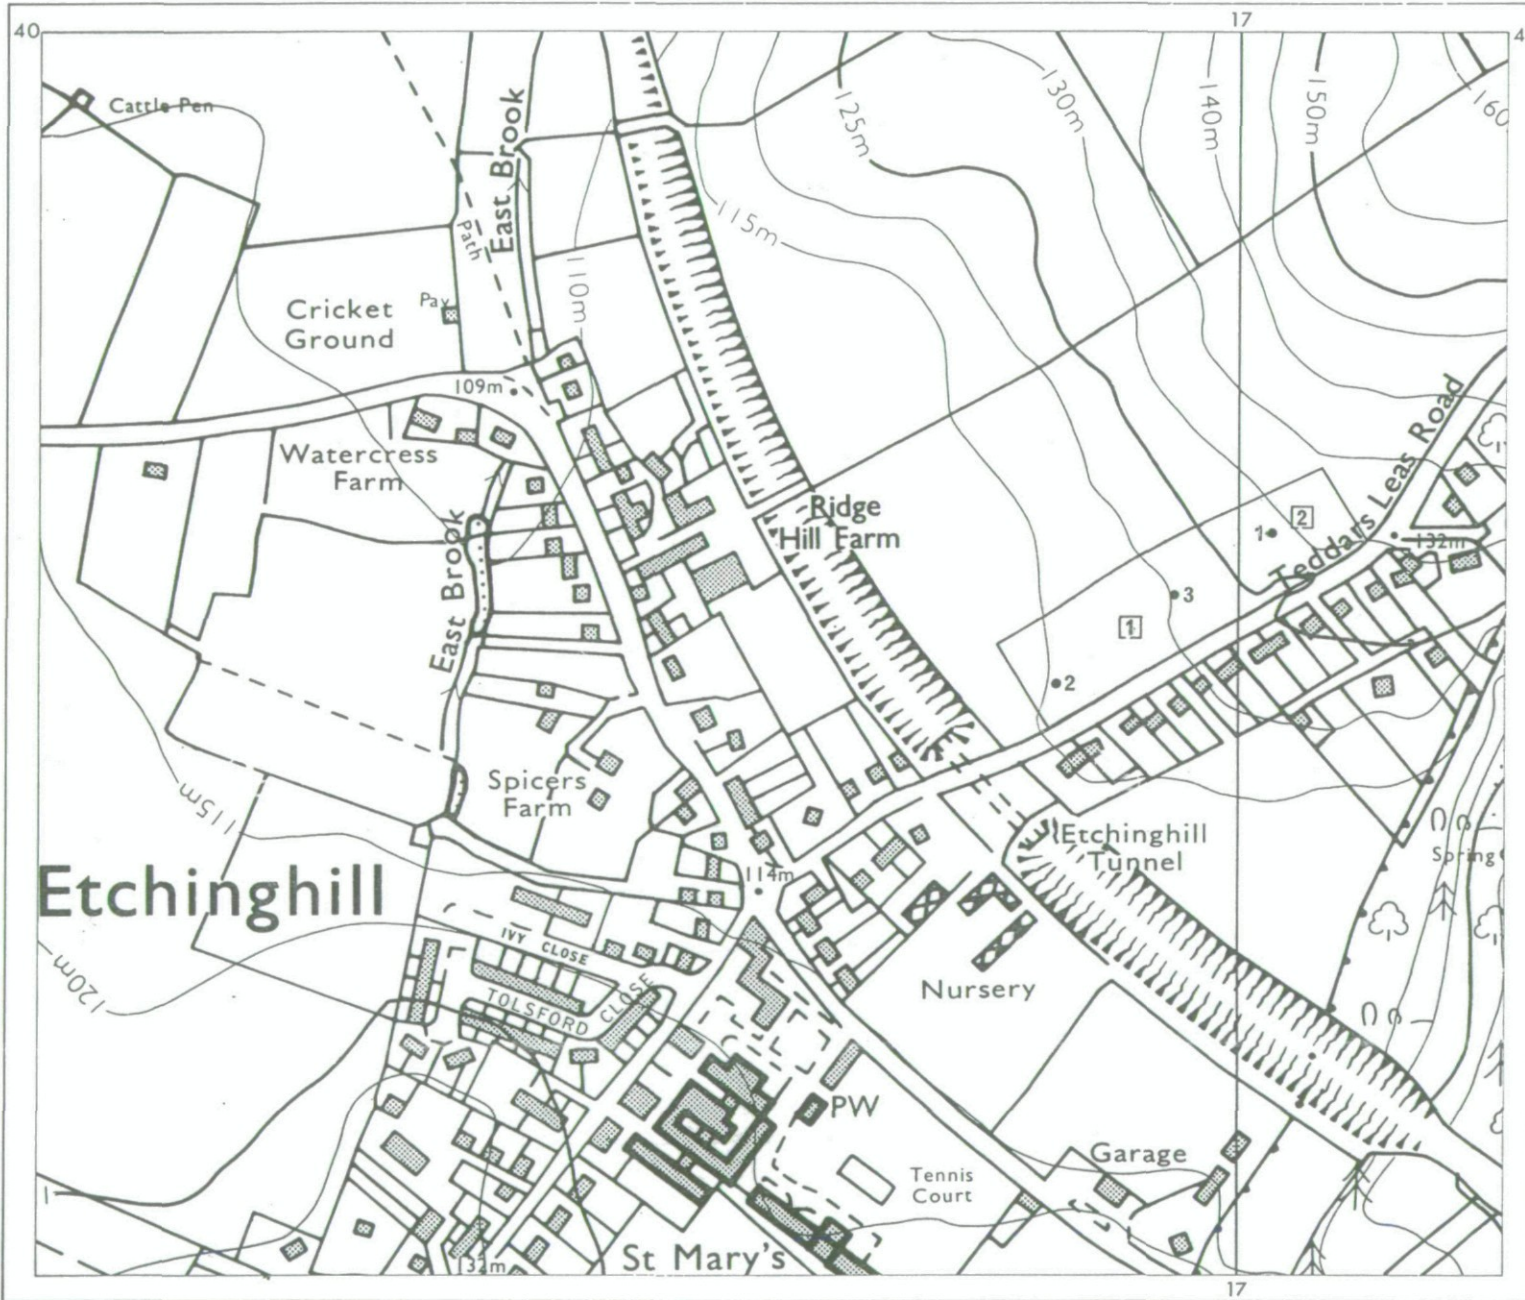 17
40
4
Cattle Pen
East Brook
Path
125m
130m
140m
150m
160
115m
110m
Cricket
Ground
Pav
109m
Watercress
Farm
Ridge
Hill Farm
Teddars Leas Road
1
2
132m
3
1
2
East Brook
Spicers
Farm
115m
Etchinghill
Tunnel
Spring
114m
Etchinghill
IVY CLOSE
TOLSFORD CLOSE
120m
Nursery
PW
Garage
Tennis
Court
St Mary's
132m
17